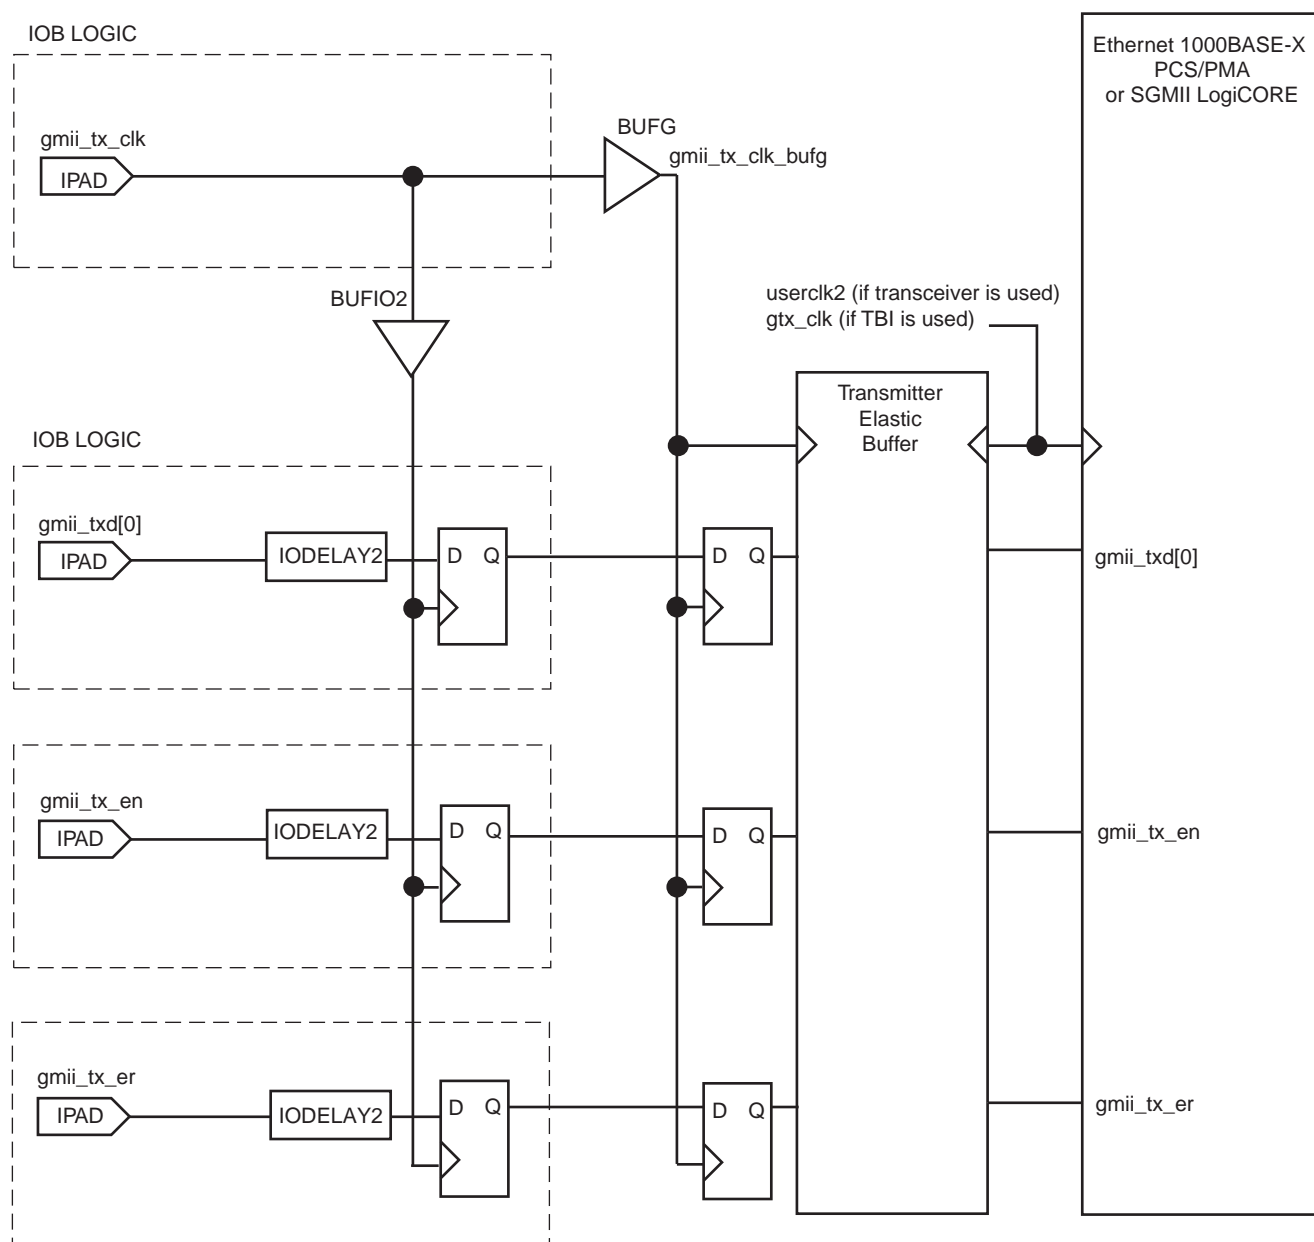 IOB LOGIC
Ethernet 1000BASE-X
PCS/PMA
or SGMII LogiCORE
gmii_tx_clk
IPAD
BUFG
gmii_tx_clk_bufg
BUFIO2
userclk2 (if transceiver is used)
gtx_clk (if TBI is used)
Transmitter
Elastic
Buffer
IOB LOGIC
gmii_txd[0]
IPAD
IODELAY2
D Q
D Q
gmii_txd[0]
gmii_tx_en
IPAD
IODELAY2
D Q
D Q
gmii_tx_en
gmii_tx_er
IPAD
IODELAY2
D Q
D Q
gmii_tx_er